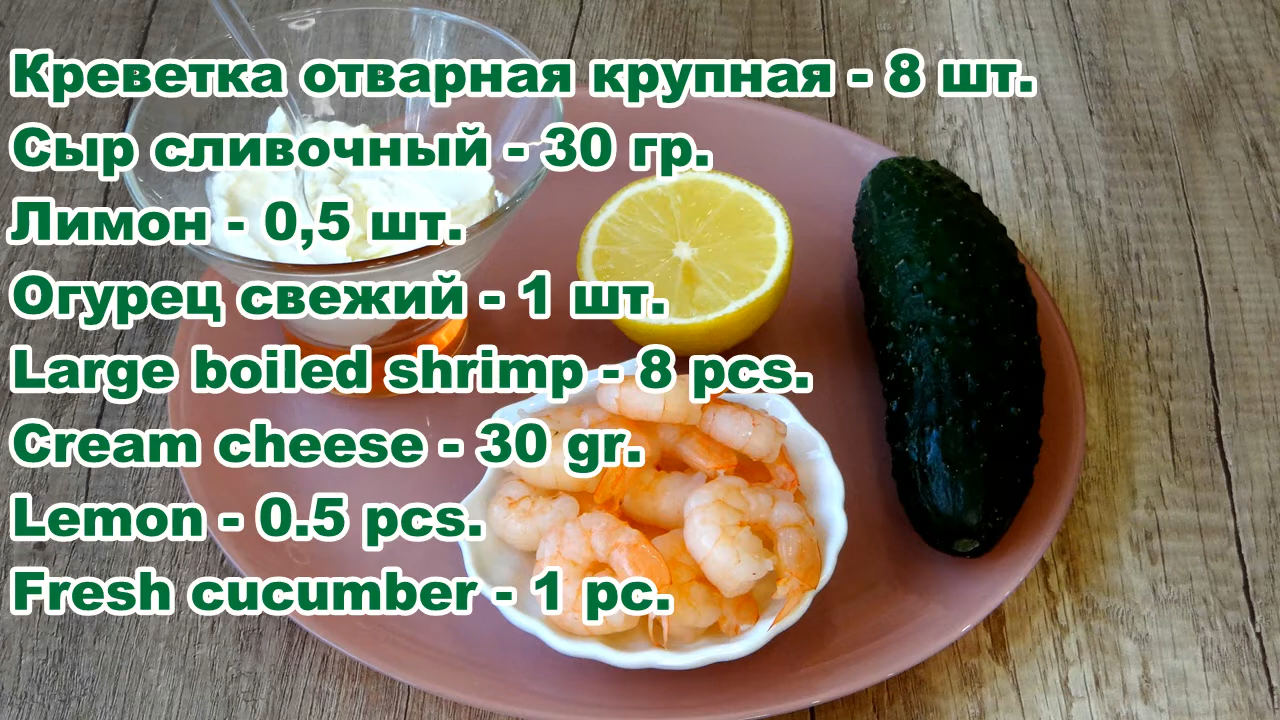 Креветка отварная крупная - 8 шт.
Сыр сливочный - 30 гр.
Лимон - 0,5 шт.
Огурец свежий - 1 шт.
Large boiled shrimp - 8 pcs.
Cream cheese - 30 gr.
Lemon - 0.5 pcs.
Fresh cucumber - 1 pc.